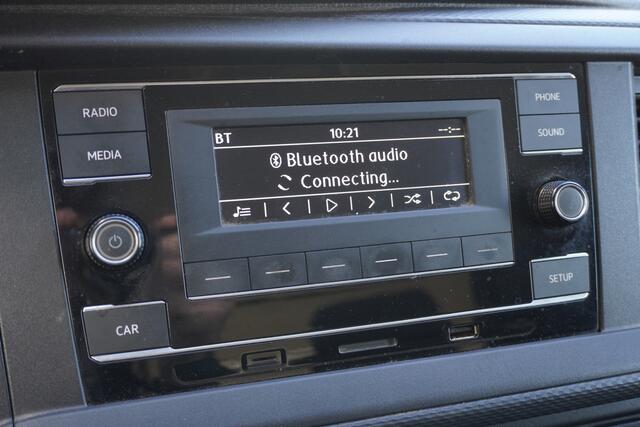 RADIO
MEDIA
CAR
BT 10:21 --:--
Bluetooth audio
Connecting...
PHONE
SOUND
SETUP